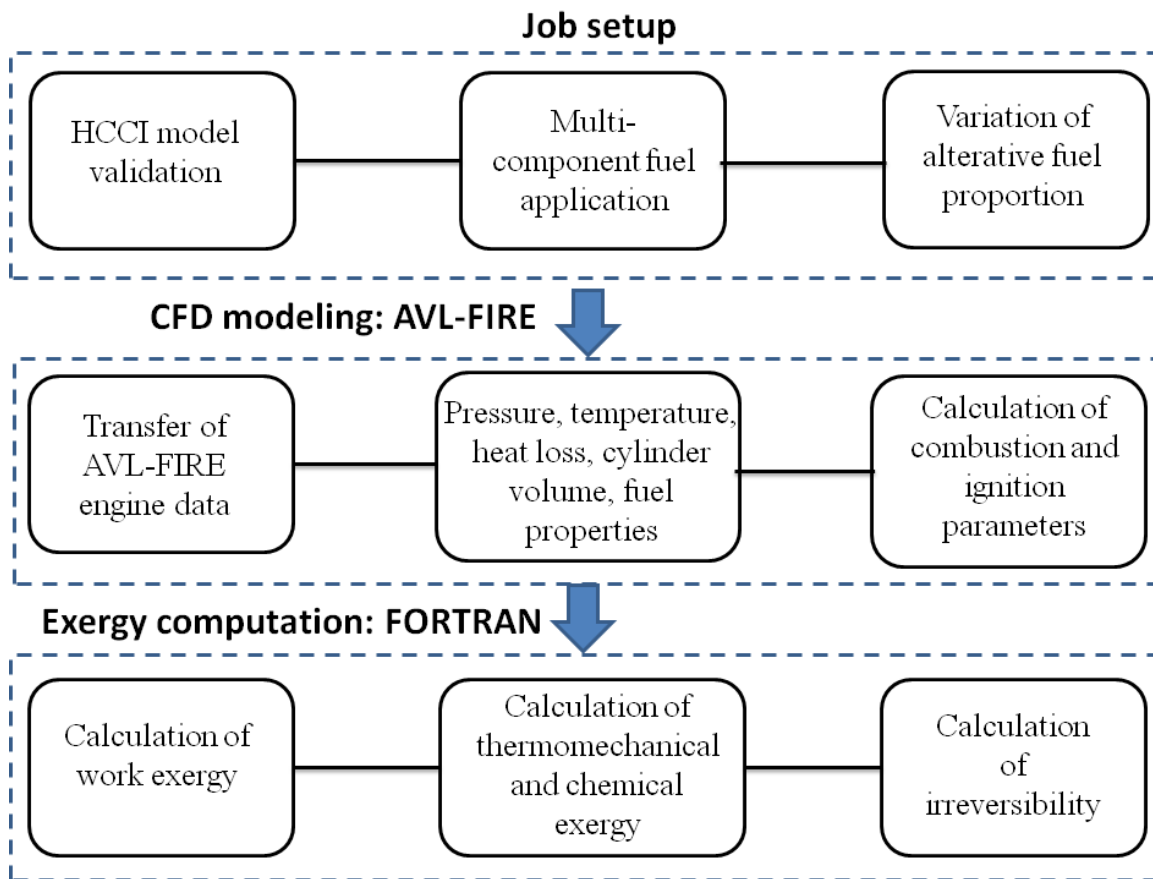 Job setup
HCCI model
validation
Multi-
component fuel
application
Variation of
alterative fuel
proportion
CFD modeling: AVL-FIRE
Transfer of
AVL-FIRE
engine data
Pressure, temperature,
heat loss, cylinder
volume, fuel
properties
Calculation of
combustion and
ignition
parameters
Exergy computation: FORTRAN
Calculation of
work exergy
Calculation of
thermomechanical
and chemical
exergy
Calculation
of
irreversibility